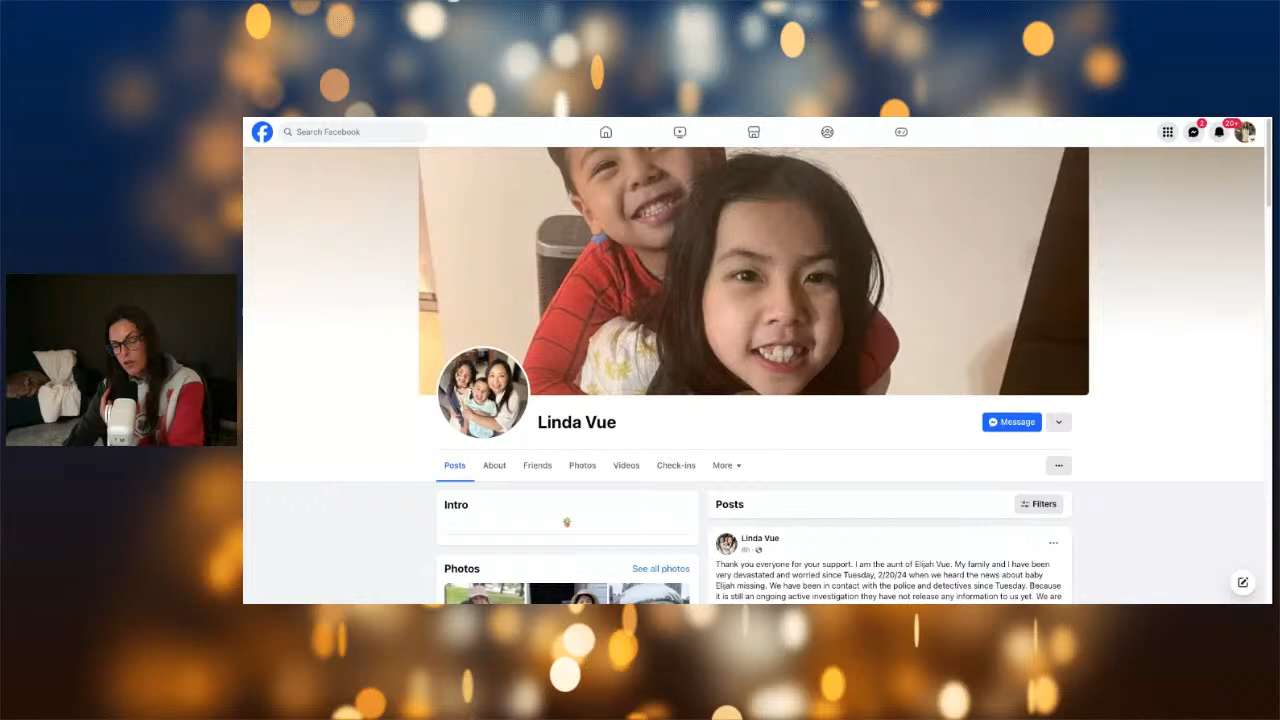 Search Facebook
2
20+
Linda Vue
Message
Posts
About
Friends
Photos
Videos
Check-ins
More
Intro
Posts
Filters
Linda Vue
8h
Thank you everyone for your support. I am the aunt of Elijah Vue. My family and I have been
very devastated and worried since Tuesday, 2/20/24 when we heard the news about baby
Elijah missing. We have been in contact with the police and detectives since Tuesday. Because
it is still an ongoing active investigation they have not release any information to us yet. We are
Photos
See all photos